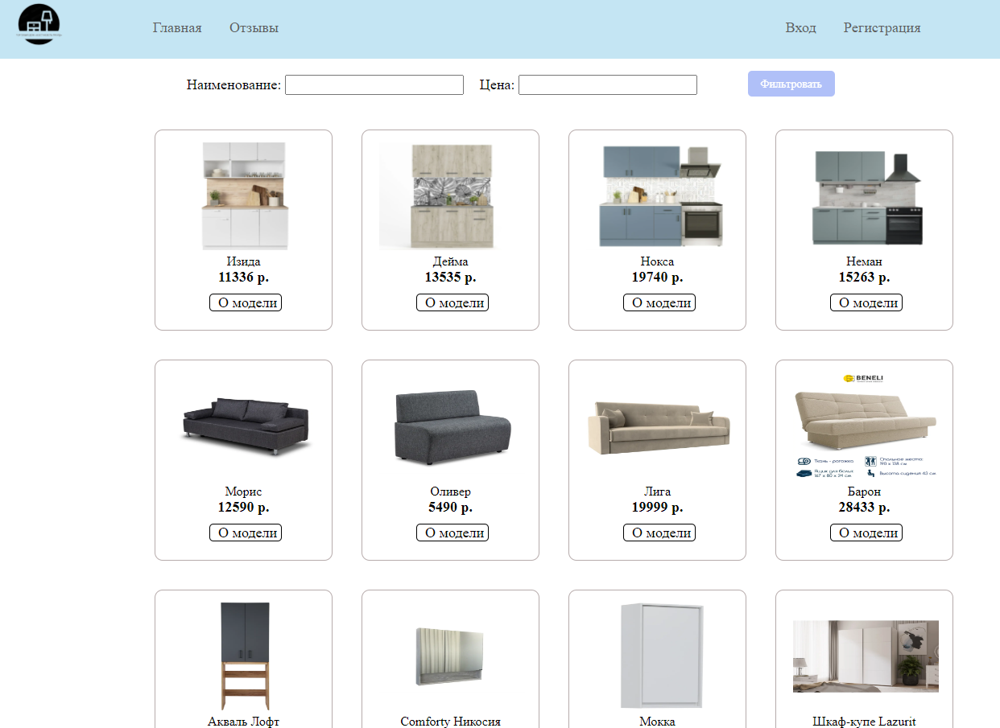 Главная Отзывы Вход Регистрация
Наименование: Цена: Фильтровать
Изида Дейма Нокса Неман
11336 р. 13535 р. 19740 р. 15263 р.
О модели О модели О модели О модели
BENELI
Ткань - рогожка Спальное место: 190 x 138 см
Ящик для белья: 167 x 80 x 24 см Высота сидения 43 см
Морис Оливер Лига Барон
12590 р. 5490 р. 19999 р. 28433 р.
О модели О модели О модели О модели
Акваль Лофт Comforty Никосия Мокка Шкаф-купе Lazurit